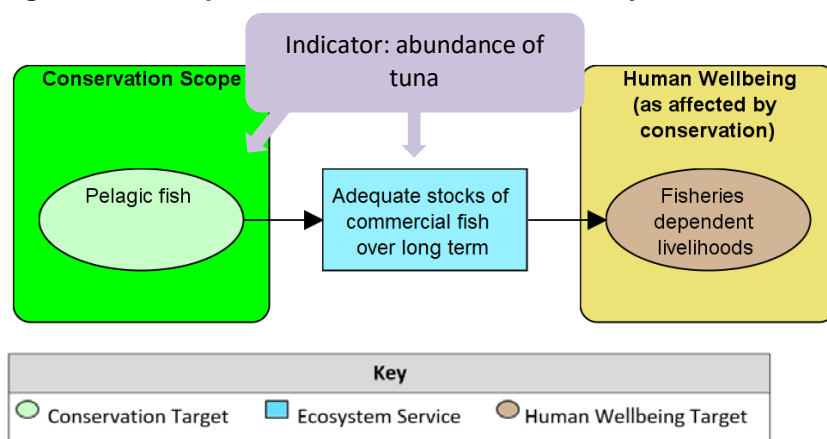 Indicator: abundance of
tuna
Conservation Scope
Human Wellbeing
(as affected by
conservation)
Pelagic fish
Adequate stocks of
commercial fish
over long term
Fisheries
dependent
livelihoods
Key
Conservation Target
Ecosystem Service
Human Wellbeing Target